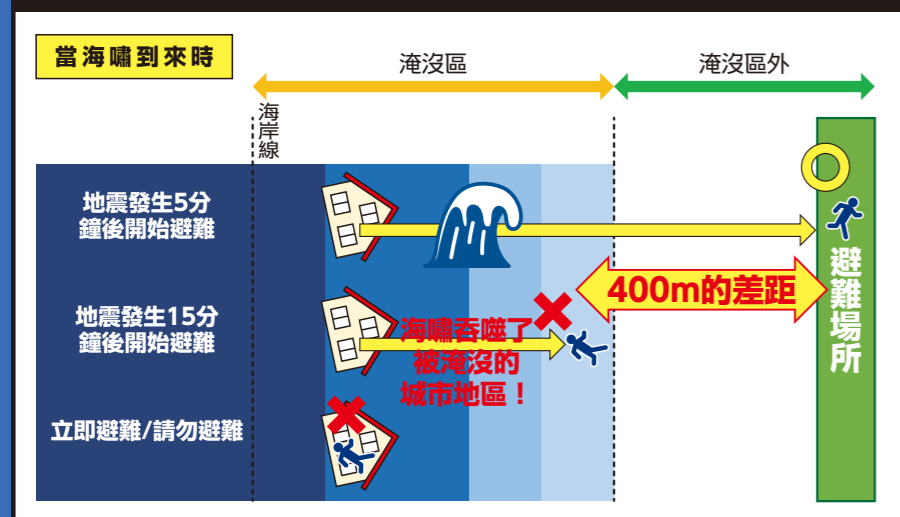 當海嘯到來時
淹沒區
淹沒區外
海岸線
地震發生5分
鐘後開始避難
400m的差距
避難場所
地震發生15分
鐘後開始避難
海嘯吞噬了
被淹沒的
城市地區！
立即避難/請勿避難